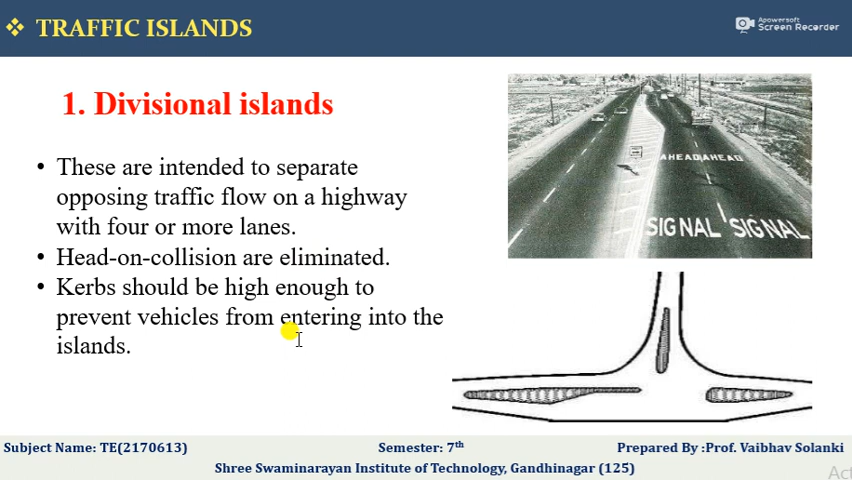 ❖ TRAFFIC ISLANDS
Apowersoft
Screen Recorder
1. Divisional islands
• These are intended to separate
opposing traffic flow on a highway
with four or more lanes.
• Head-on-collision are eliminated.
• Kerbs should be high enough to
prevent vehicles from entering into the
islands.
AHEAD AHEAD
SIGNAL SIGNAL
Subject Name: TE(2170613) Semester: 7th Prepared By :Prof. Vaibhav Solanki
Shree Swaminarayan Institute of Technology, Gandhinagar (125)